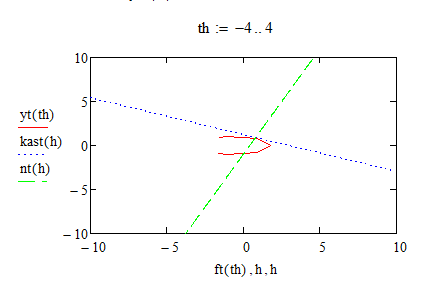 th := −4 .. 4
10
5
0
−5
−10
yt(th)
kast(h)
nt(h)
−10 −5 0 5 10
ft(th) , h , h